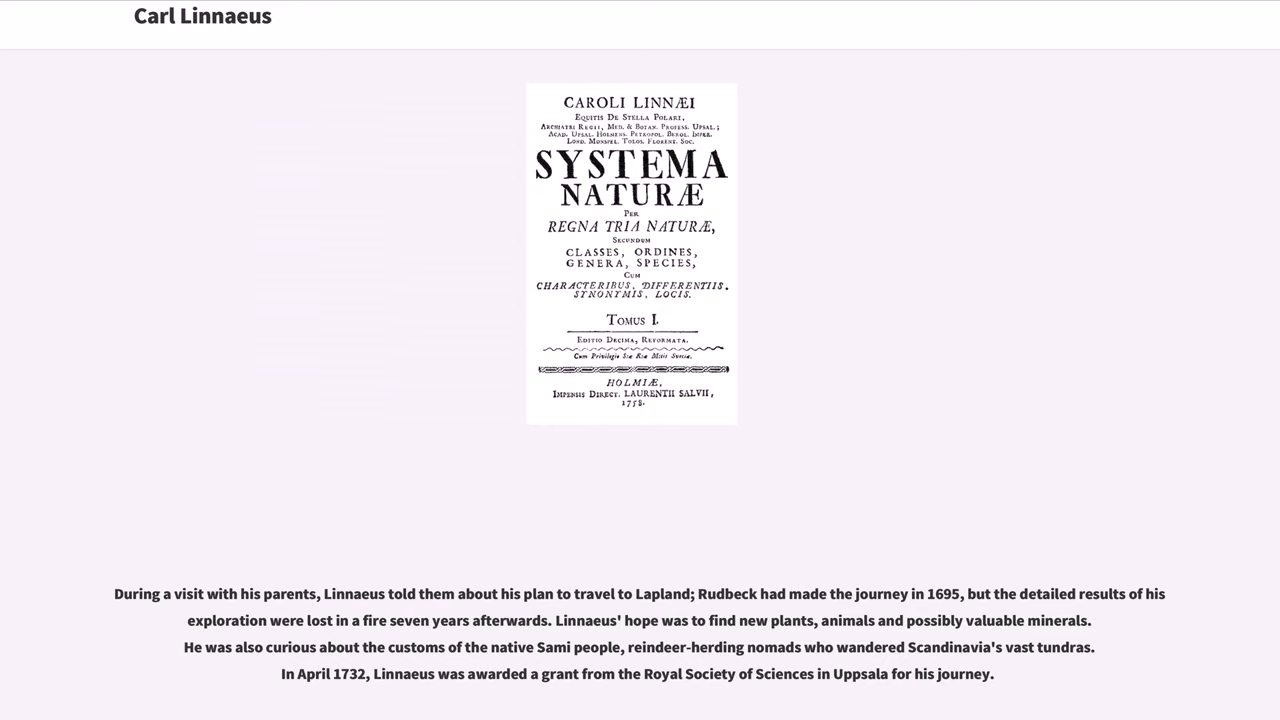 Carl Linnaeus
CAROLI LINNÆI
EQUITIS DE STELLA POLARI,
ARCHIATRI REGII, MED. & BOTAN. PROFESS. UPSAL.;
ACAD. UPSAL. HOLMENS. PETROPOL. BEROL. IMPER.
LOND. MONSPEL. TOLOS. FLORENT. SOC.
SYSTEMA
NATURÆ
PER
REGNA TRIA NATURÆ,
SECUNDUM
CLASSES, ORDINES,
GENERA, SPECIES,
CUM
CHARACTERIBUS, DIFFERENTIIS,
SYNONYMIS, LOCIS.
TOMUS I.
EDITIO DECIMA, REFORMATA.
Cum Privilegio S:æ R:æ M:tis Sveciæ.
HOLMIÆ,
IMPENSIS DIRECT. LAURENTII SALVII,
1758.
During a visit with his parents, Linnaeus told them about his plan to travel to Lapland; Rudbeck had made the journey in 1695, but the detailed results of his
exploration were lost in a fire seven years afterwards. Linnaeus' hope was to find new plants, animals and possibly valuable minerals.
He was also curious about the customs of the native Sami people, reindeer-herding nomads who wandered Scandinavia's vast tundras.
In April 1732, Linnaeus was awarded a grant from the Royal Society of Sciences in Uppsala for his journey.